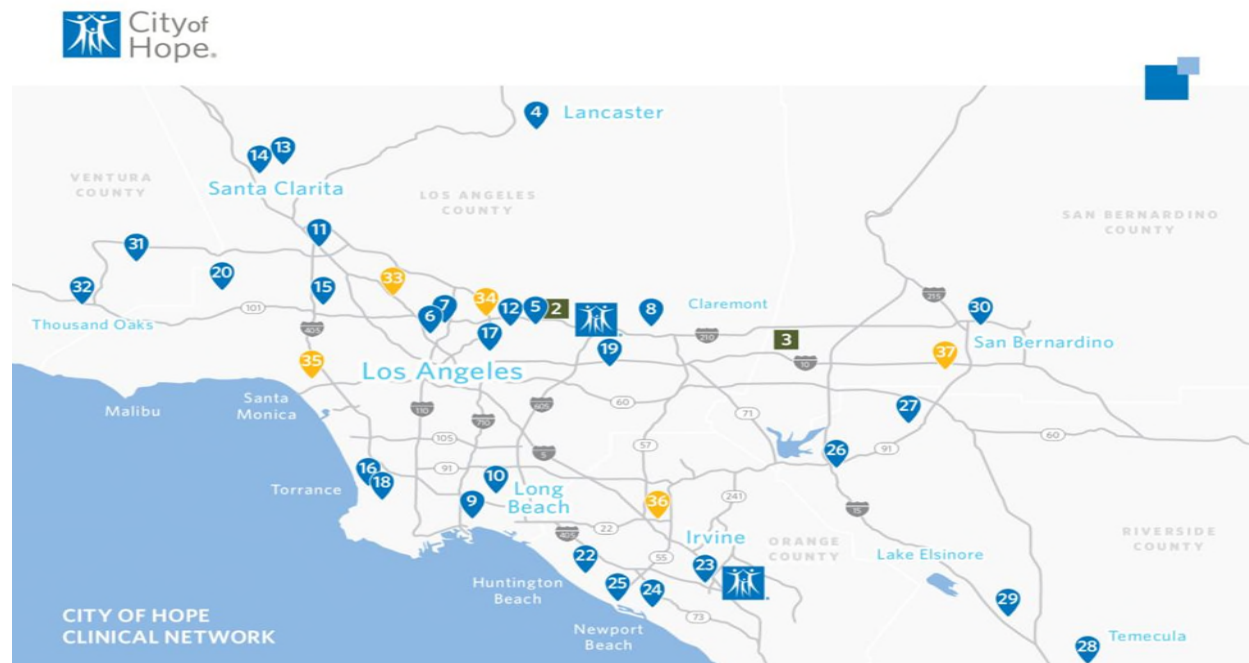 City of
Hope®
4
Lancaster
14
13
VENTURA
COUNTY
Santa Clarita
LOS ANGELES
COUNTY
SAN BERNARDINO
COUNTY
11
31
20
15
33
34
32
101
7
6
12
5
2
8
Claremont
215
30
Thousand Oaks
405
17
19
210
3
San Bernardino
35
Los Angeles
37
10
Malibu
Santa
Monica
110
710
605
60
71
27
60
105
5
57
26
91
16
18
91
10
Torrance
9
Long
Beach
36
241
15
405
22
Irvine
ORANGE
COUNTY
RIVERSIDE
COUNTY
22
55
23
Lake Elsinore
Huntington
Beach
25
24
29
73
CITY OF HOPE
CLINICAL NETWORK
Newport
Beach
28
Temecula